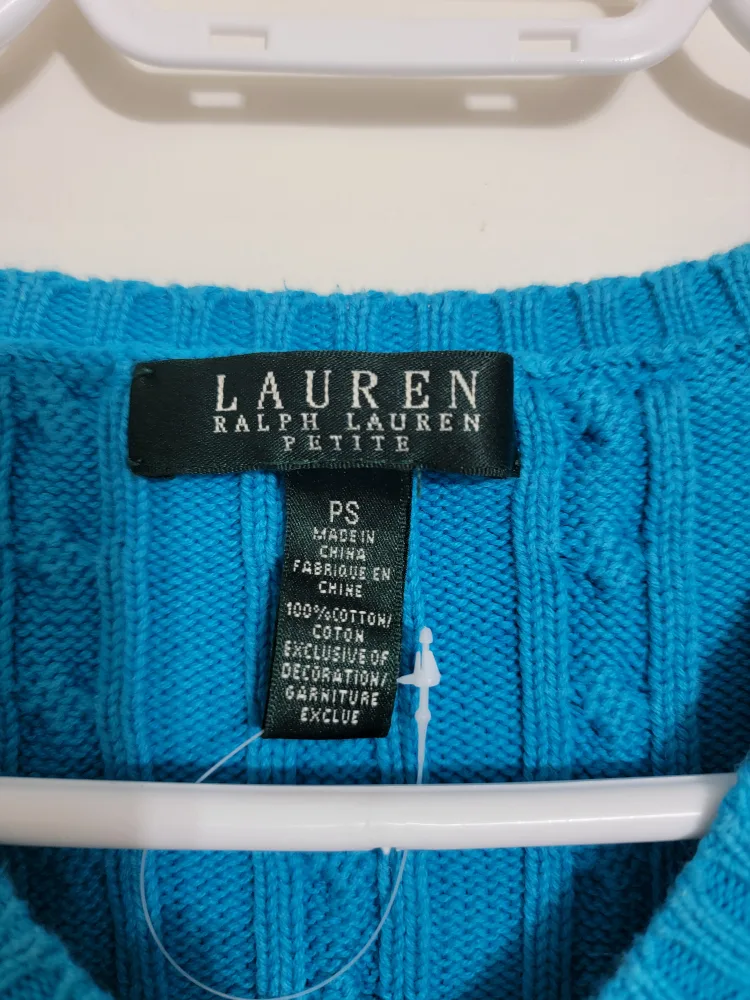 LAUREN
RALPH LAUREN
PETITE
PS
MADE IN
CHINA
FABRIQUE EN
CHINE
100%COTTON/
COTON
EXCLUSIVE OF
DECORATION/
GARNITURE
EXCLUE